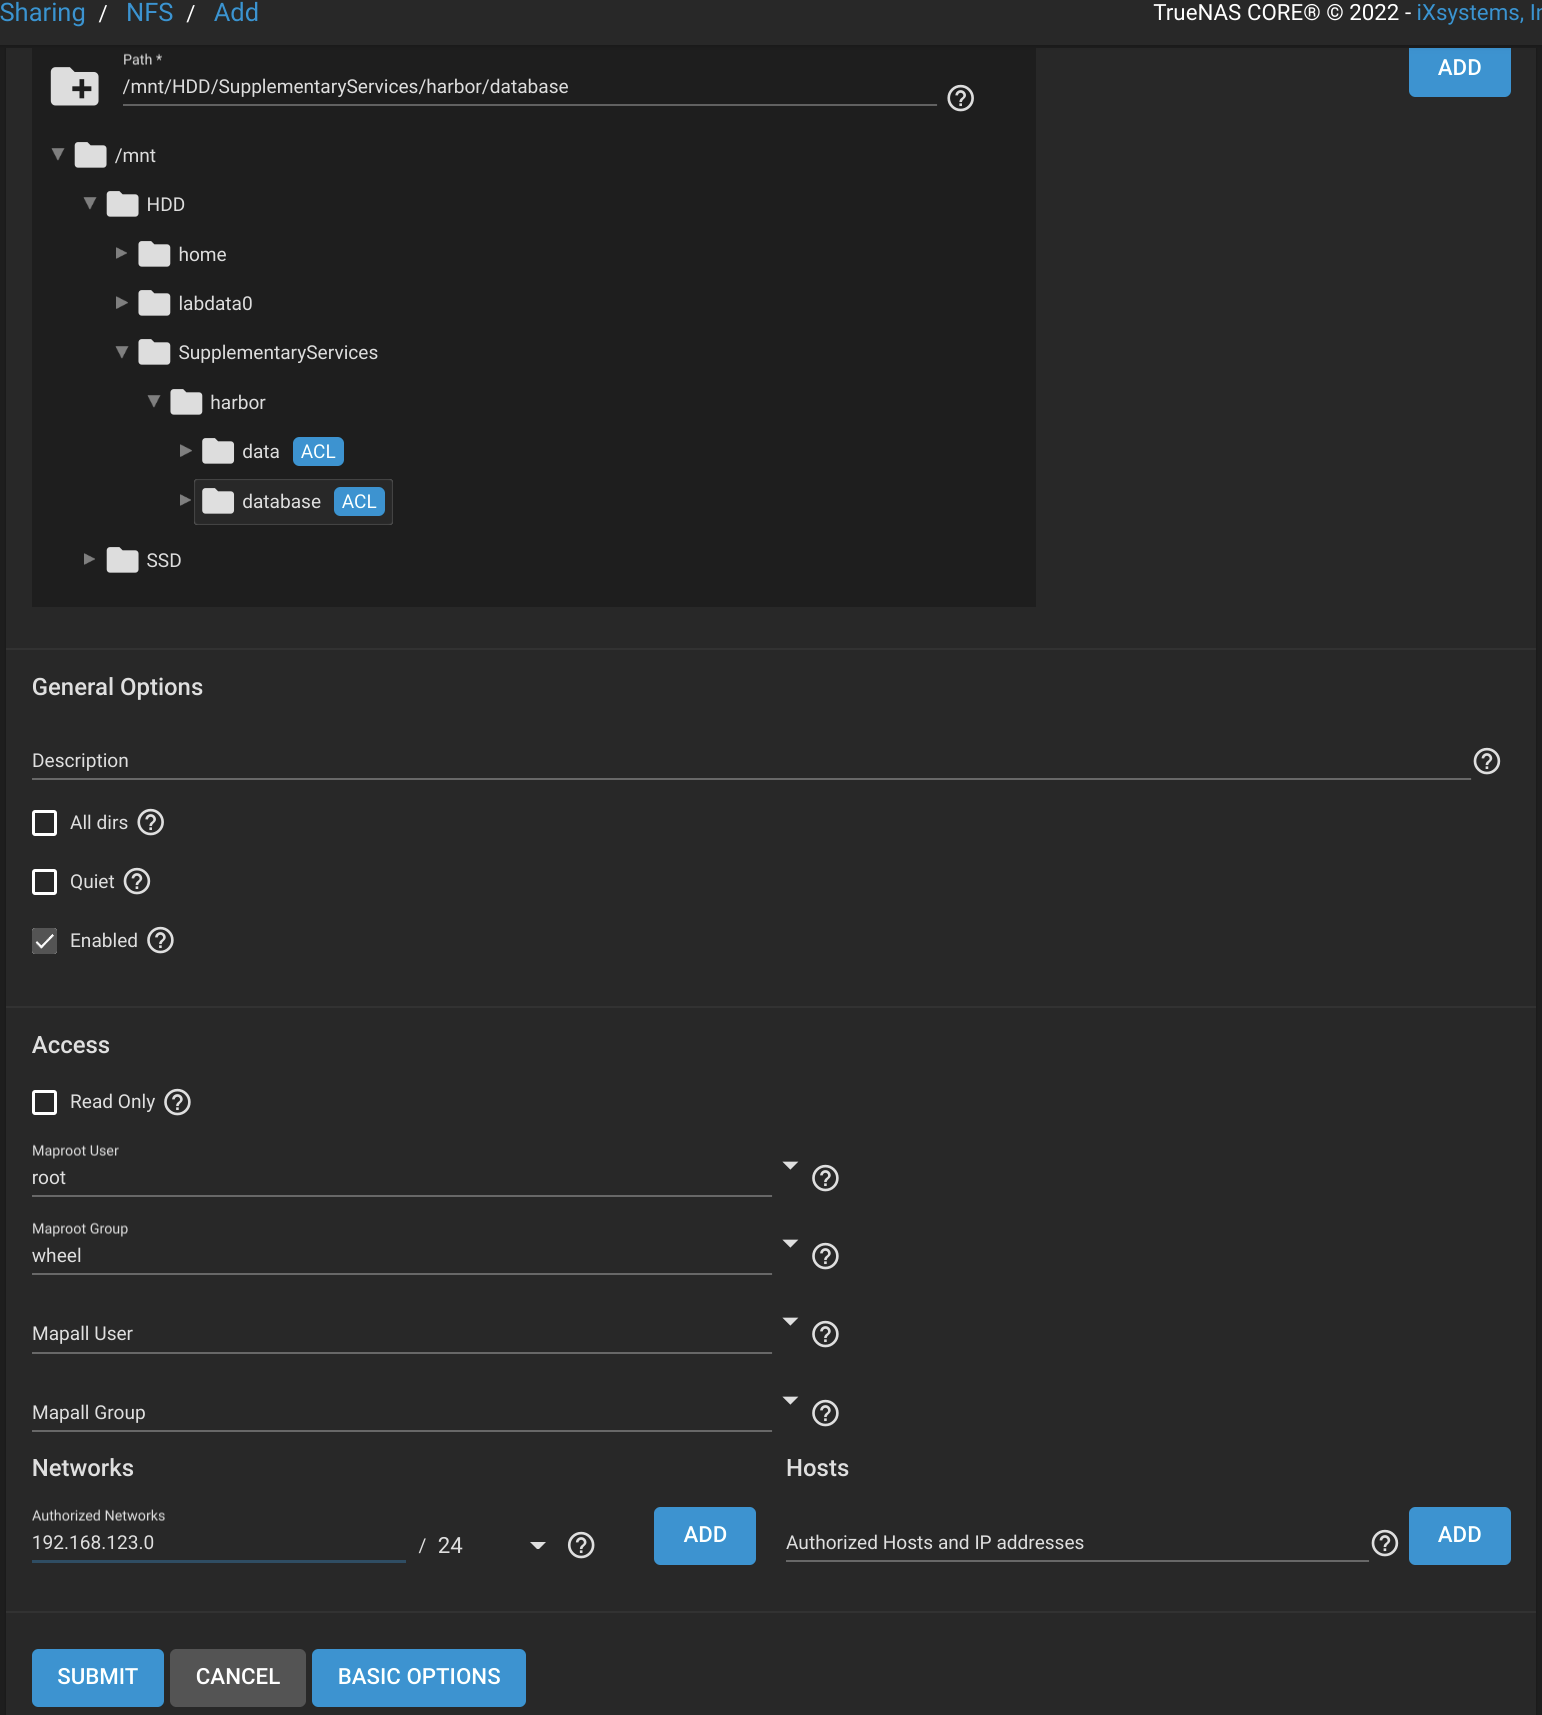 Sharing / NFS / Add
TrueNAS CORE® © 2022 - iXsystems, In
Path *
/mnt/HDD/SupplementaryServices/harbor/database
ADD
/mnt
HDD
home
labdata0
SupplementaryServices
harbor
data ACL
database ACL
SSD
General Options
Description
All dirs
Quiet
Enabled
Access
Read Only
Maproot User
root
Maproot Group
wheel
Mapall User
Mapall Group
Networks
Authorized Networks
192.168.123.0 / 24
ADD
Hosts
Authorized Hosts and IP addresses
ADD
SUBMIT CANCEL BASIC OPTIONS